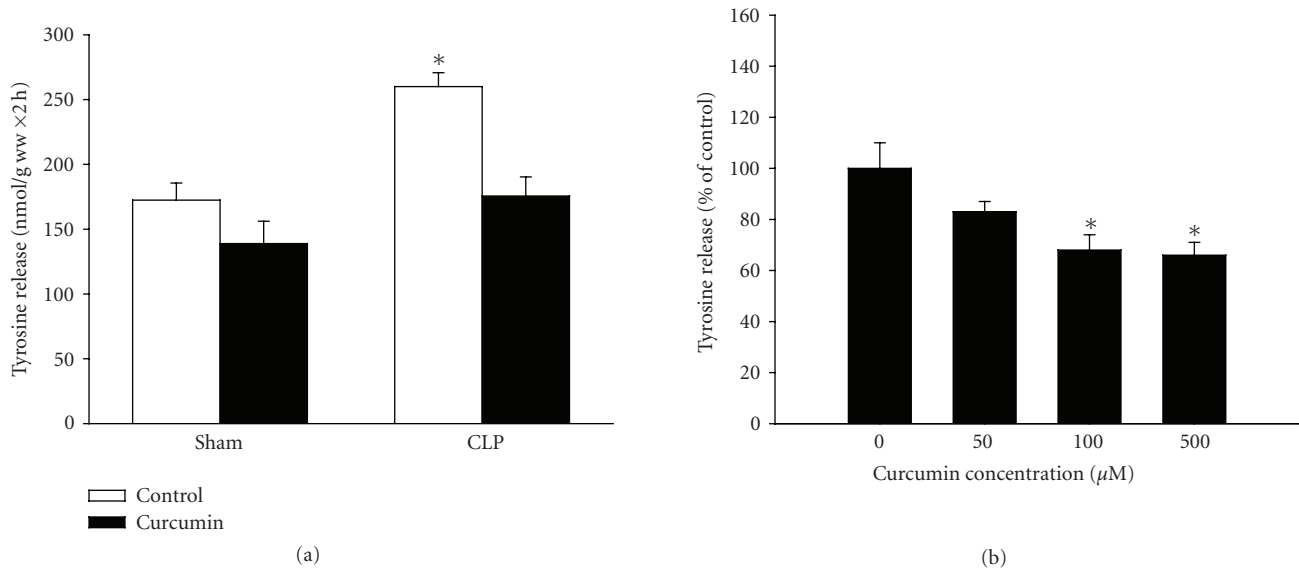 Tyrosine release (nmol/g ww ×2 h)
300
250
200
150
100
50
0
*
Sham
CLP
Control
Curcumin
(a)
Tyrosine release (% of control)
160
140
120
100
80
60
40
20
0
*
*
0 50 100 500
Curcumin concentration (μM)
(b)